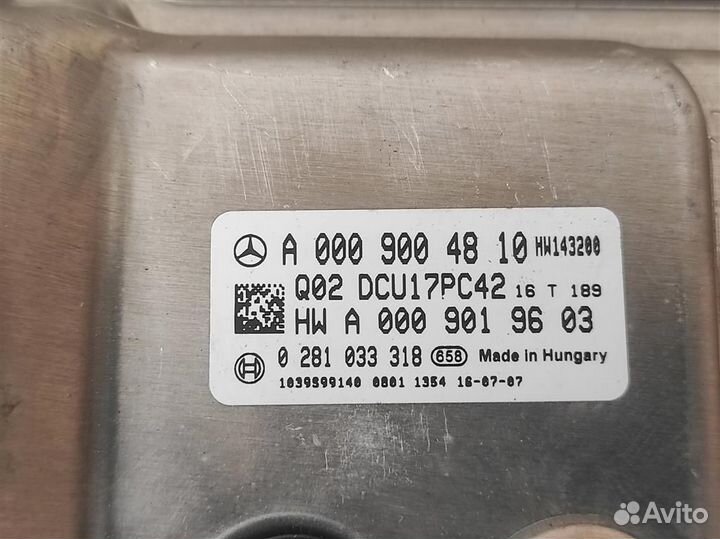 A 000 900 48 10 HW143200
Q02 DCU17PC42 16 T 189
HW A 000 901 96 03
0 281 033 318 658 Made in Hungary
1039S99140 0801 1354 16-07-07
Avito